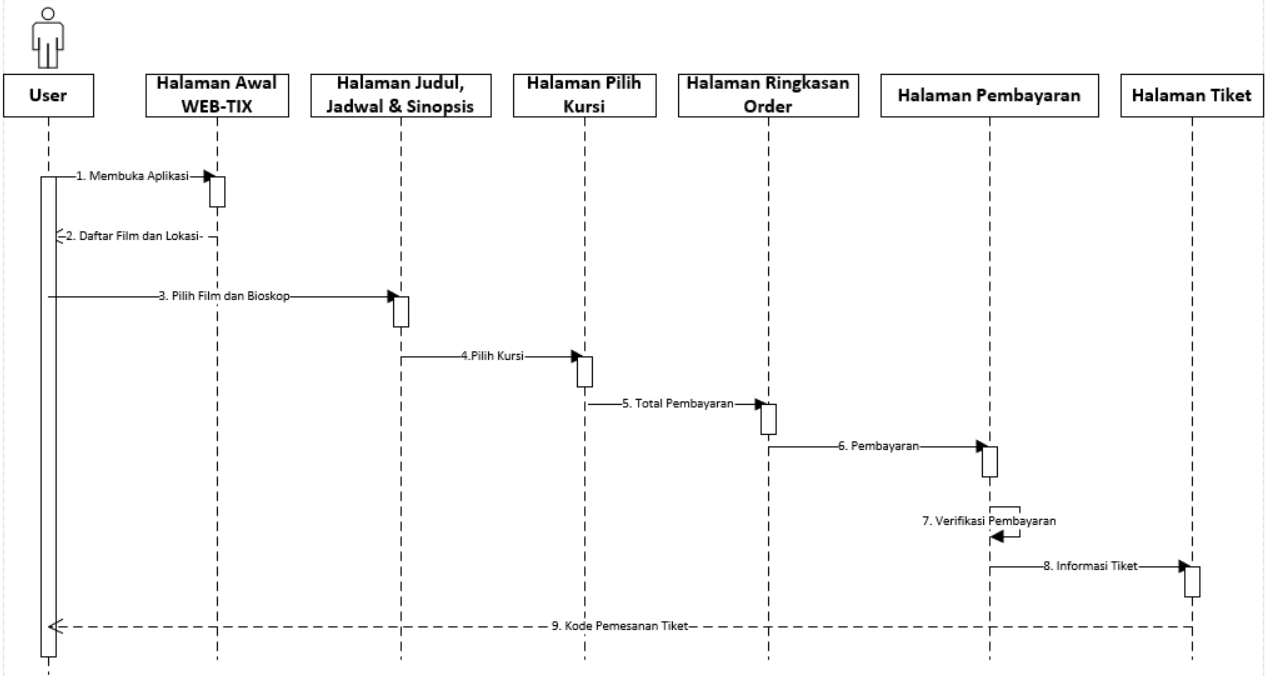 User
Halaman Awal
WEB-TIX
Halaman Judul,
Jadwal & Sinopsis
Halaman Pilih
Kursi
Halaman Ringkasan
Order
Halaman Pembayaran
Halaman Tiket
1. Membuka Aplikasi
2. Daftar Film dan Lokasi
3. Pilih Film dan Bioskop
4.Pilih Kursi
5. Total Pembayaran
6. Pembayaran
7. Verifikasi Pembayaran
8. Informasi Tiket
9. Kode Pemesanan Tiket